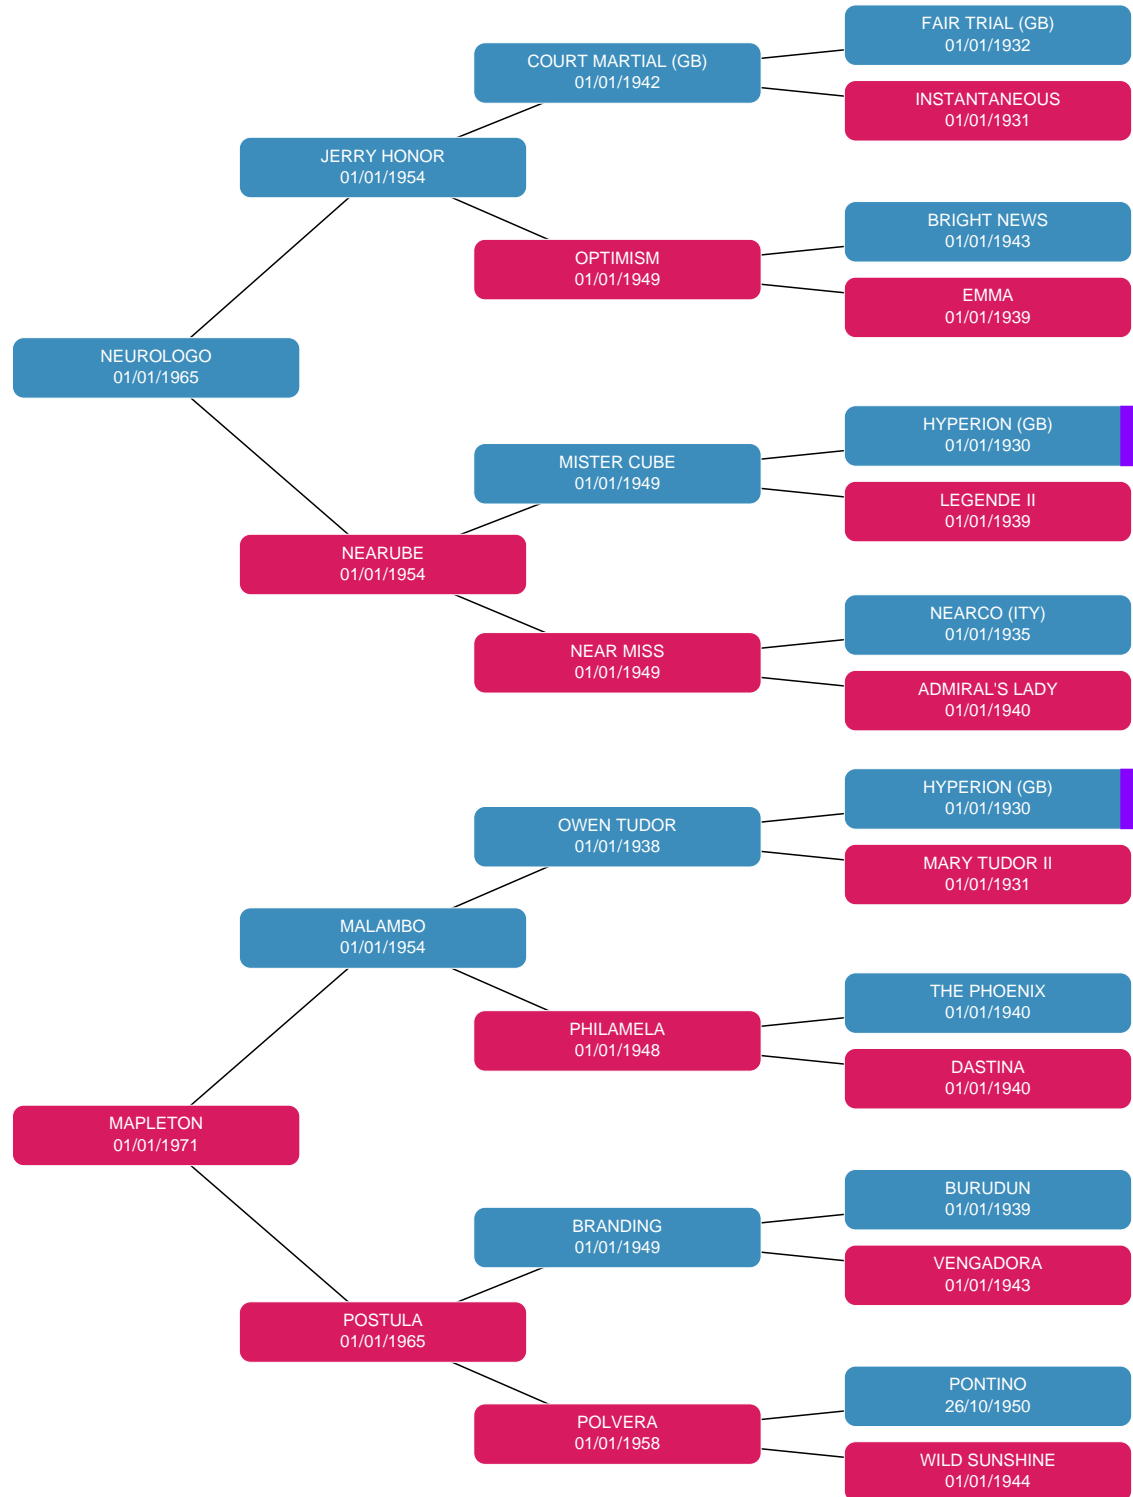 FAIR TRIAL (GB)
01/01/1932
COURT MARTIAL (GB)
01/01/1942
INSTANTANEOUS
01/01/1931
JERRY HONOR
01/01/1954
BRIGHT NEWS
01/01/1943
OPTIMISM
01/01/1949
EMMA
01/01/1939
NEUROLOGO
01/01/1965
HYPERION (GB)
01/01/1930
MISTER CUBE
01/01/1949
LEGENDE II
01/01/1939
NEARUBE
01/01/1954
NEARCO (ITY)
01/01/1935
NEAR MISS
01/01/1949
ADMIRAL'S LADY
01/01/1940
HYPERION (GB)
01/01/1930
OWEN TUDOR
01/01/1938
MARY TUDOR II
01/01/1931
MALAMBO
01/01/1954
THE PHOENIX
01/01/1940
PHILAMELA
01/01/1948
DASTINA
01/01/1940
MAPLETON
01/01/1971
BURUDUN
01/01/1939
BRANDING
01/01/1949
VENGADORA
01/01/1943
POSTULA
01/01/1965
PONTINO
26/10/1950
POLVERA
01/01/1958
WILD SUNSHINE
01/01/1944